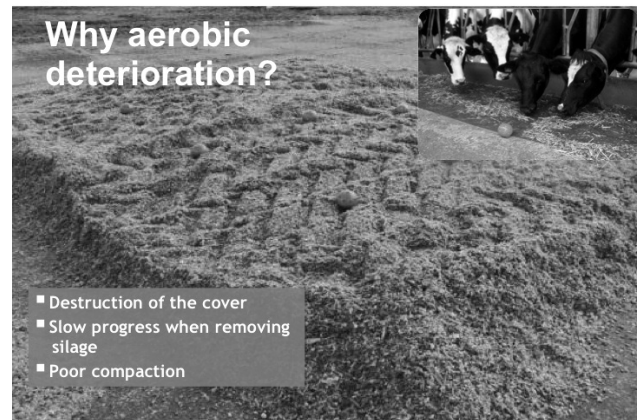 Why aerobic
deterioration?
▪ Destruction of the cover
▪ Slow progress when removing
silage
▪ Poor compaction